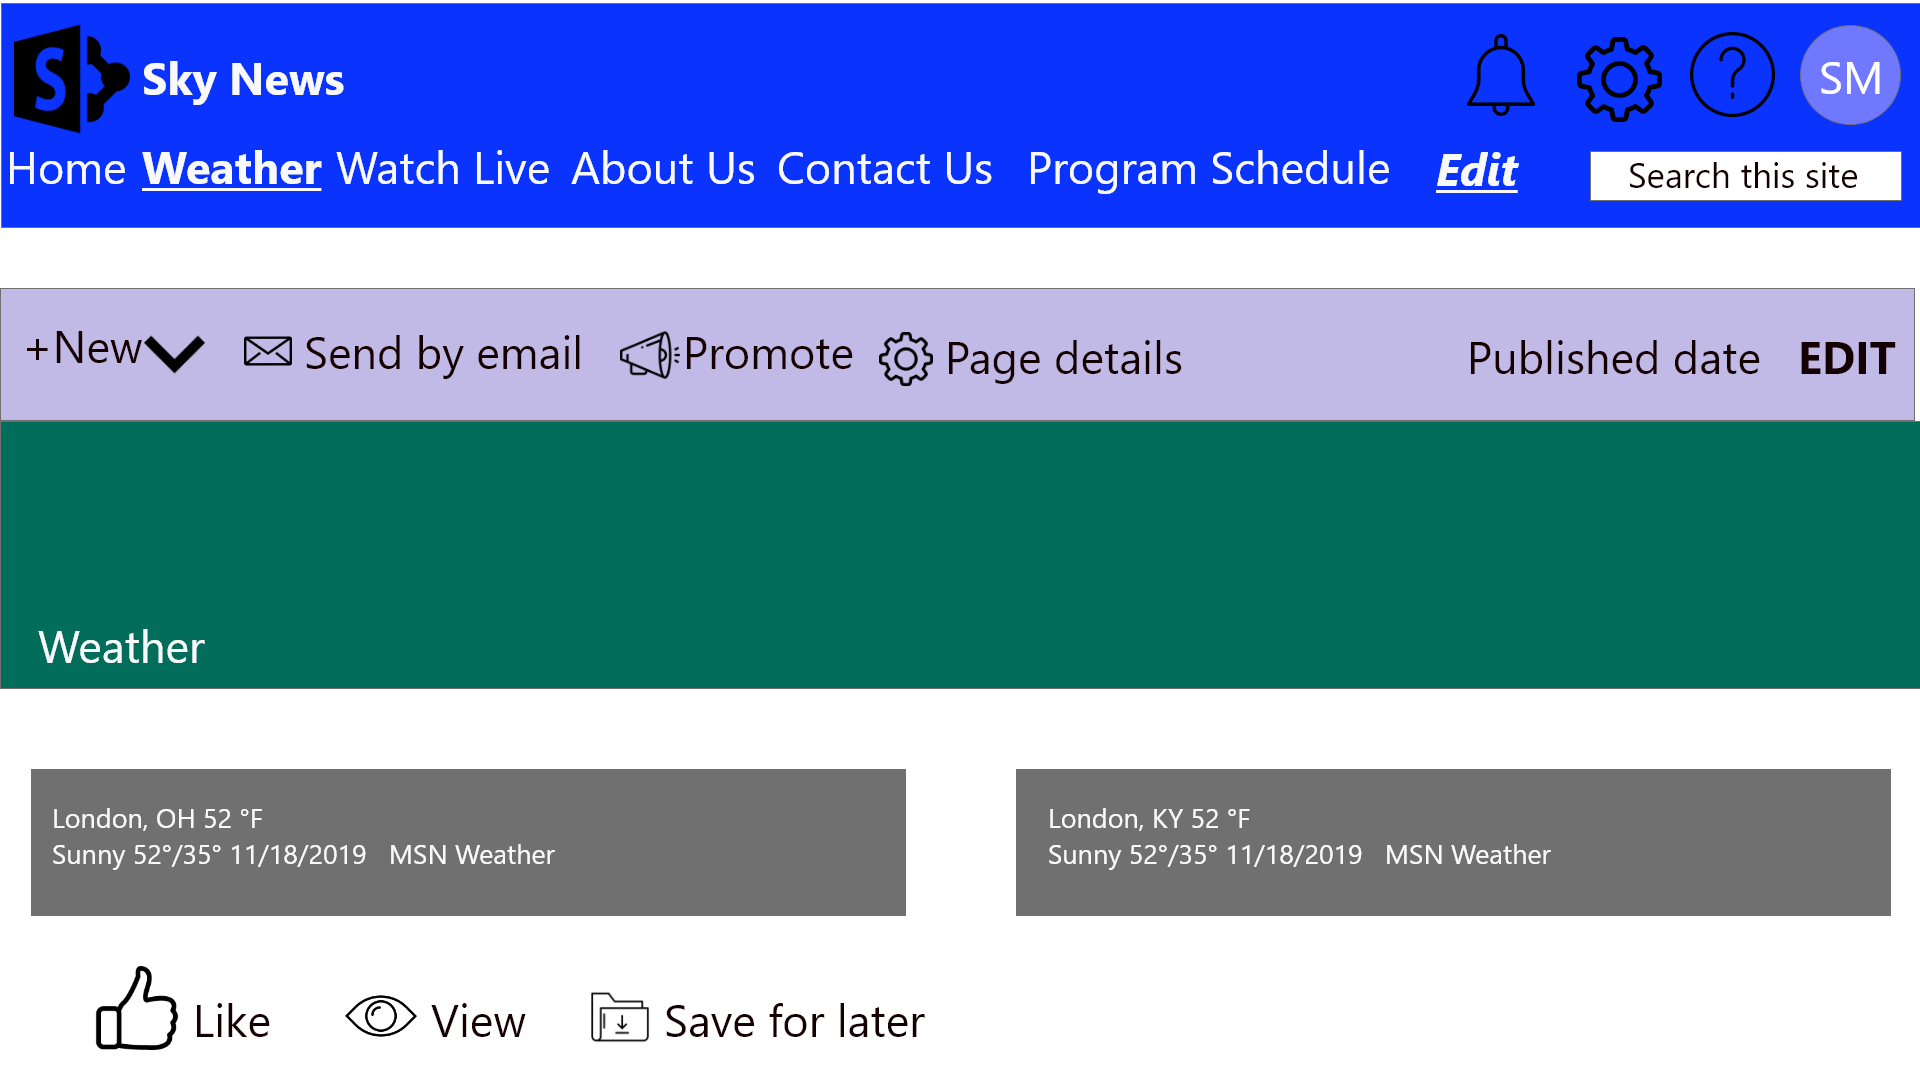 Sky News
SM
Home Weather Watch Live About Us Contact Us Program Schedule Edit
Search this site
+New Send by email Promote Page details Published date EDIT
Weather
London, OH 52 °F
Sunny 52°/35° 11/18/2019 MSN Weather
London, KY 52 °F
Sunny 52°/35° 11/18/2019 MSN Weather
Like View Save for later